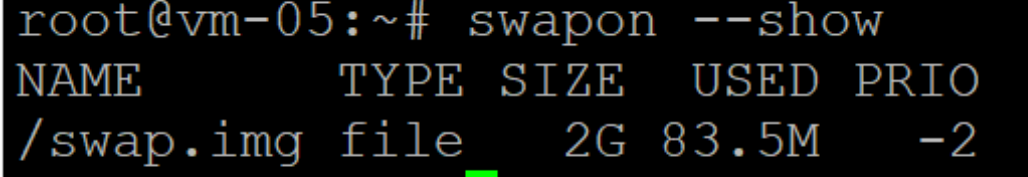 root@vm-05:~# swapon --show
NAME      TYPE SIZE  USED PRIO
/swap.img file   2G 83.5M   -2